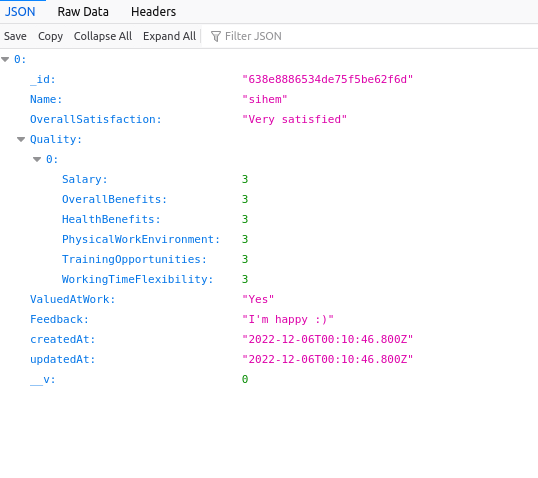 JSON Raw Data Headers
Save Copy Collapse All Expand All Filter JSON
0:
_id: "638e8886534de75f5be62f6d"
Name: "sihem"
OverallSatisfaction: "Very satisfied"
Quality:
0:
Salary: 3
OverallBenefits: 3
HealthBenefits: 3
PhysicalWorkEnvironment: 3
TrainingOpportunities: 3
WorkingTimeFlexibility: 3
ValuedAtWork: "Yes"
Feedback: "I'm happy :)"
createdAt: "2022-12-06T00:10:46.800Z"
updatedAt: "2022-12-06T00:10:46.800Z"
__v: 0